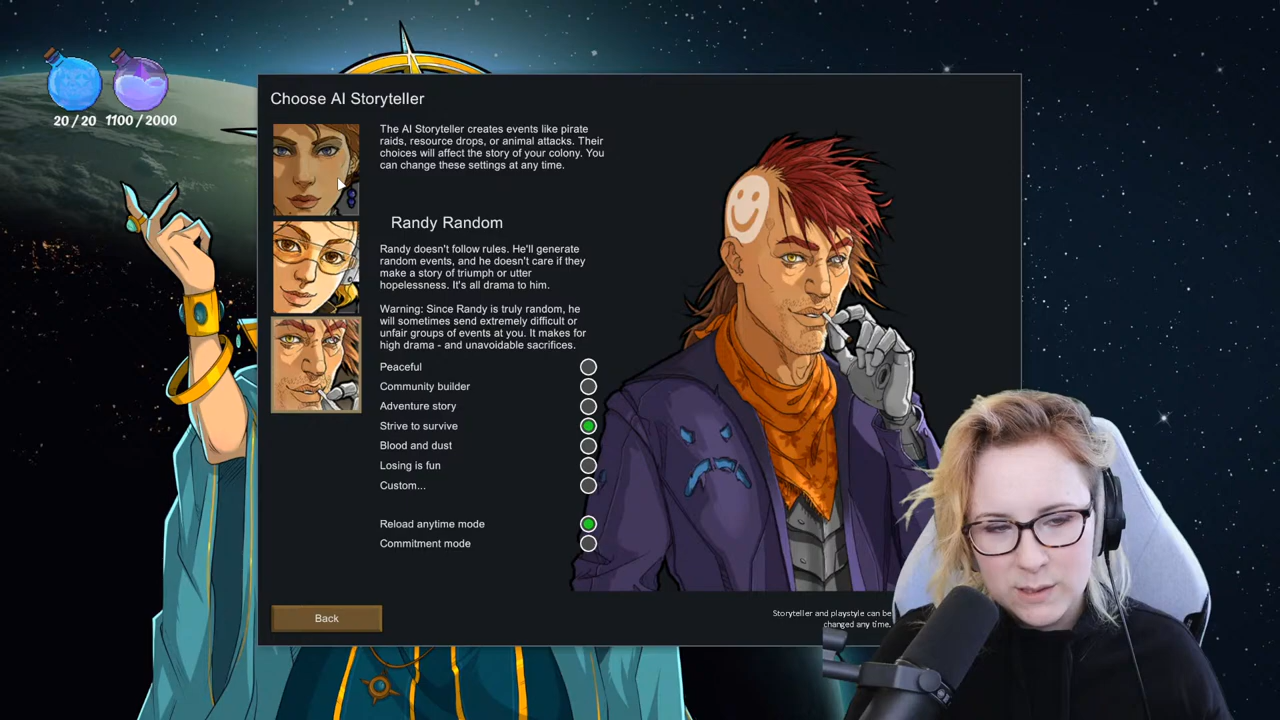 20 / 20
1100 / 2000
Choose AI Storyteller
The AI Storyteller creates events like pirate
raids, resource drops, or animal attacks. Their
choices will affect the story of your colony. You
can change these settings at any time.
Randy Random
Randy doesn't follow rules. He'll generate
random events, and he doesn't care if they
make a story of triumph or utter
hopelessness. It's all drama to him.
Warning: Since Randy is truly random, he
will sometimes send extremely difficult or
unfair groups of events at you. It makes for
high drama - and unavoidable sacrifices.
Peaceful
Community builder
Adventure story
Strive to survive
Blood and dust
Losing is fun
Custom...
Reload anytime mode
Commitment mode
Back
Storyteller and playstyle can be
changed any time.